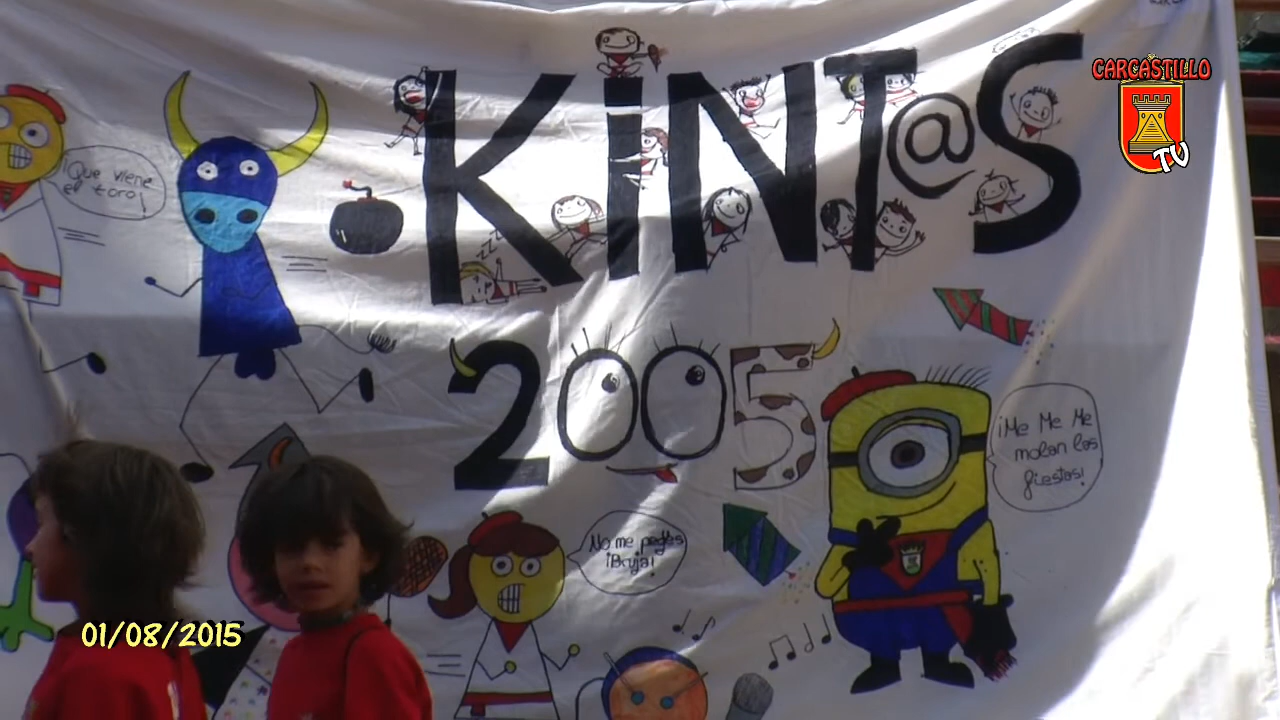 CARCASTILLO
TV
KINT@S
2005
¡Que viene
el toro!
zzz
¡Me Me Me
molan las
fiestas!
No me pegues
¡Bruja!
01/08/2015